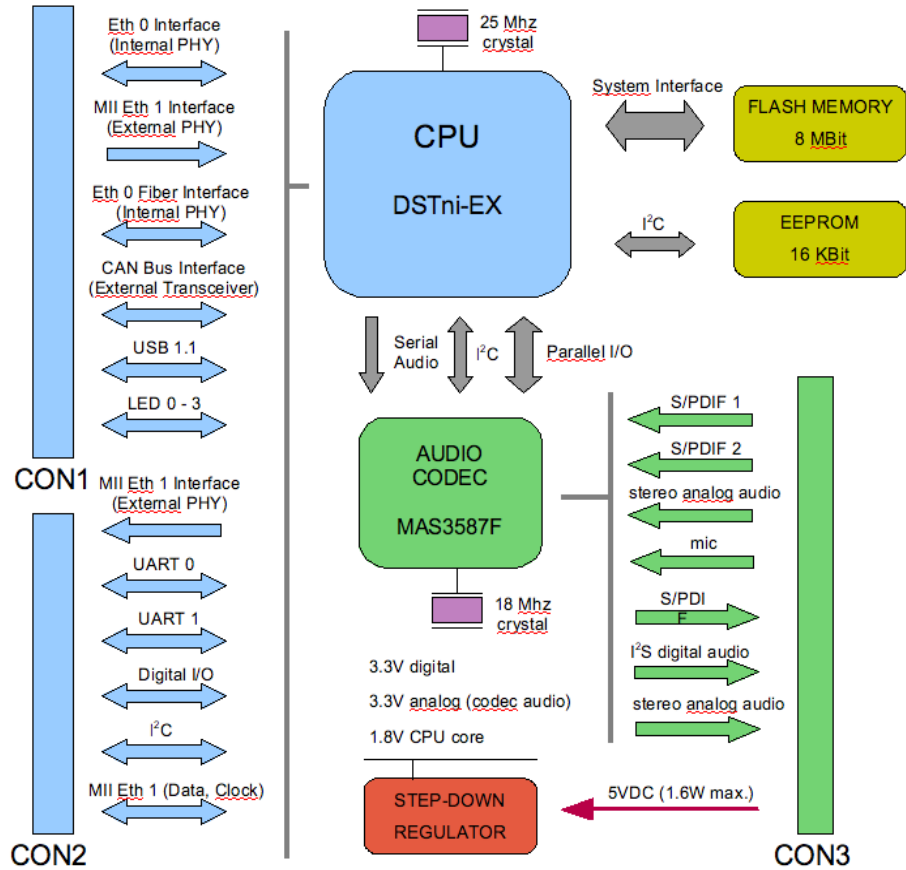 Eth 0 Interface
(Internal PHY)
MII Eth 1 Interface
(External PHY)
Eth 0 Fiber Interface
(Internal PHY)
CAN Bus Interface
(External Transceiver)
USB 1.1
LED 0 - 3
CON1
MII Eth 1 Interface
(External PHY)
UART 0
UART 1
Digital I/O
I²C
MII Eth 1 (Data, Clock)
CON2
25 Mhz
crystal
CPU
DSTni-EX
System Interface
FLASH MEMORY
8 MBit
I²C
EEPROM
16 KBit
Serial
Audio
I²C
Parallel I/O
AUDIO
CODEC
MAS3587F
18 Mhz
crystal
S/PDIF 1
S/PDIF 2
stereo analog audio
mic
S/PDI
F
I²S digital audio
stereo analog audio
3.3V digital
3.3V analog (codec audio)
1.8V CPU core
STEP-DOWN
REGULATOR
5VDC (1.6W max.)
CON3